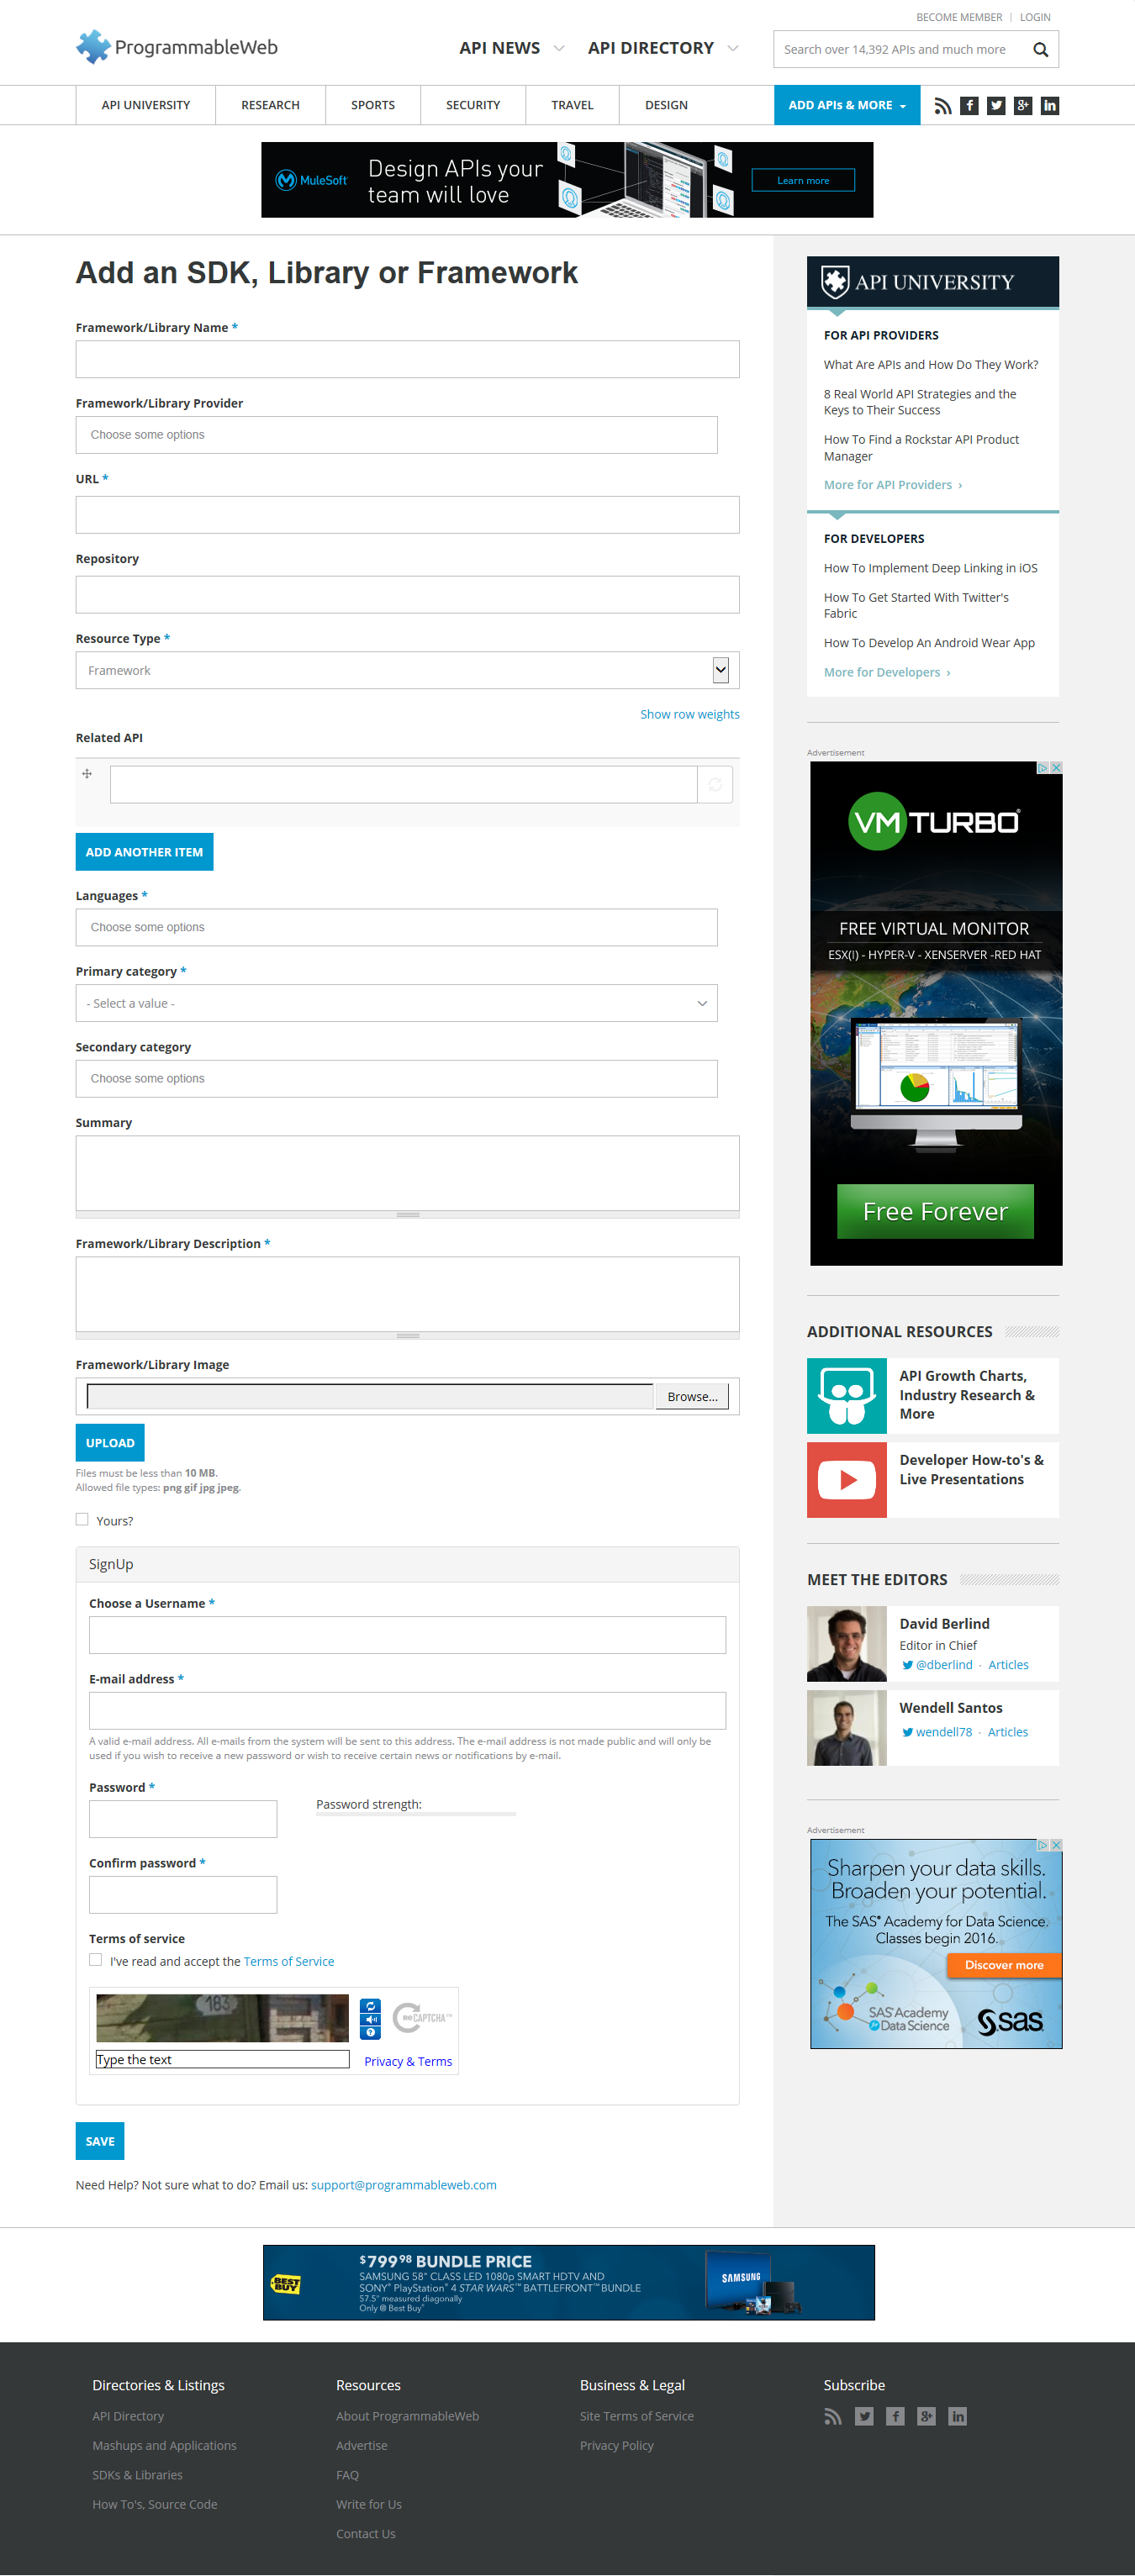 BECOME MEMBER | LOGIN
ProgrammableWeb
API NEWS
API DIRECTORY
Search over 14,392 APIs and much more
API UNIVERSITY
RESEARCH
SPORTS
SECURITY
TRAVEL
DESIGN
ADD APIs & MORE
MuleSoft
Design APIs your
team will love
Learn more
Add an SDK, Library or Framework
Framework/Library Name *
Framework/Library Provider
Choose some options
URL *
Repository
Resource Type *
Framework
Show row weights
Related API
ADD ANOTHER ITEM
Languages *
Choose some options
Primary category *
- Select a value -
Secondary category
Choose some options
Summary
Framework/Library Description *
Framework/Library Image
Browse...
UPLOAD
Files must be less than 10 MB.
Allowed file types: png gif jpg jpeg.
Yours?
SignUp
Choose a Username *
E-mail address *
A valid e-mail address. All e-mails from the system will be sent to this address. The e-mail address is not made public and will only be
used if you wish to receive a new password or wish to receive certain news or notifications by e-mail.
Password *
Password strength:
Confirm password *
Terms of service
I've read and accept the Terms of Service
183
reCAPTCHA™
Type the text
Privacy & Terms
SAVE
Need Help? Not sure what to do? Email us: support@programmableweb.com
API UNIVERSITY
FOR API PROVIDERS
What Are APIs and How Do They Work?
8 Real World API Strategies and the
Keys to Their Success
How To Find a Rockstar API Product
Manager
More for API Providers ›
FOR DEVELOPERS
How To Implement Deep Linking in iOS
How To Get Started With Twitter's
Fabric
How To Develop An Android Wear App
More for Developers ›
Advertisement
VMTURBO®
FREE VIRTUAL MONITOR
ESX(I) - HYPER-V - XENSERVER -RED HAT
Free Forever
ADDITIONAL RESOURCES
API Growth Charts,
Industry Research &
More
Developer How-to's &
Live Presentations
MEET THE EDITORS
David Berlind
Editor in Chief
@dberlind · Articles
Wendell Santos
wendell78 · Articles
Advertisement
Sharpen your data skills.
Broaden your potential.
The SAS® Academy for Data Science.
Classes begin 2016.
Discover more
SAS Academy
for Data Science
sas
BEST BUY
$799 98 BUNDLE PRICE
SAMSUNG 58" CLASS LED 1080p SMART HDTV AND
SONY® PlayStation® 4 STAR WARS™ BATTLEFRONT™ BUNDLE
57.5" measured diagonally
Only @ Best Buy®
SAMSUNG
Directories & Listings
API Directory
Mashups and Applications
SDKs & Libraries
How To's, Source Code
Resources
About ProgrammableWeb
Advertise
FAQ
Write for Us
Contact Us
Business & Legal
Site Terms of Service
Privacy Policy
Subscribe